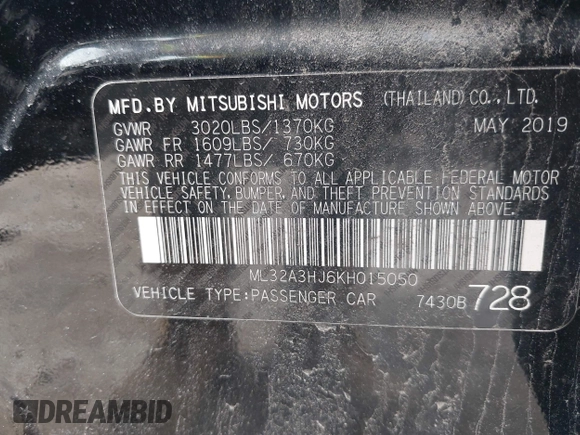 MFD.BY MITSUBISHI MOTORS (THAILAND)CO.,LTD.
GVWR 3020LBS/1370KG MAY 2019
GAWR FR 1609LBS/ 730KG
GAWR RR 1477LBS/ 670KG
THIS VEHICLE CONFORMS TO ALL APPLICABLE FEDERAL MOTOR
VEHICLE SAFETY, BUMPER, AND THEFT PREVENTION STANDARDS
IN EFFECT ON THE DATE OF MANUFACTURE SHOWN ABOVE.
ML32A3HJ6KH015050
VEHICLE TYPE:PASSENGER CAR 7430B 728
DREAMBID